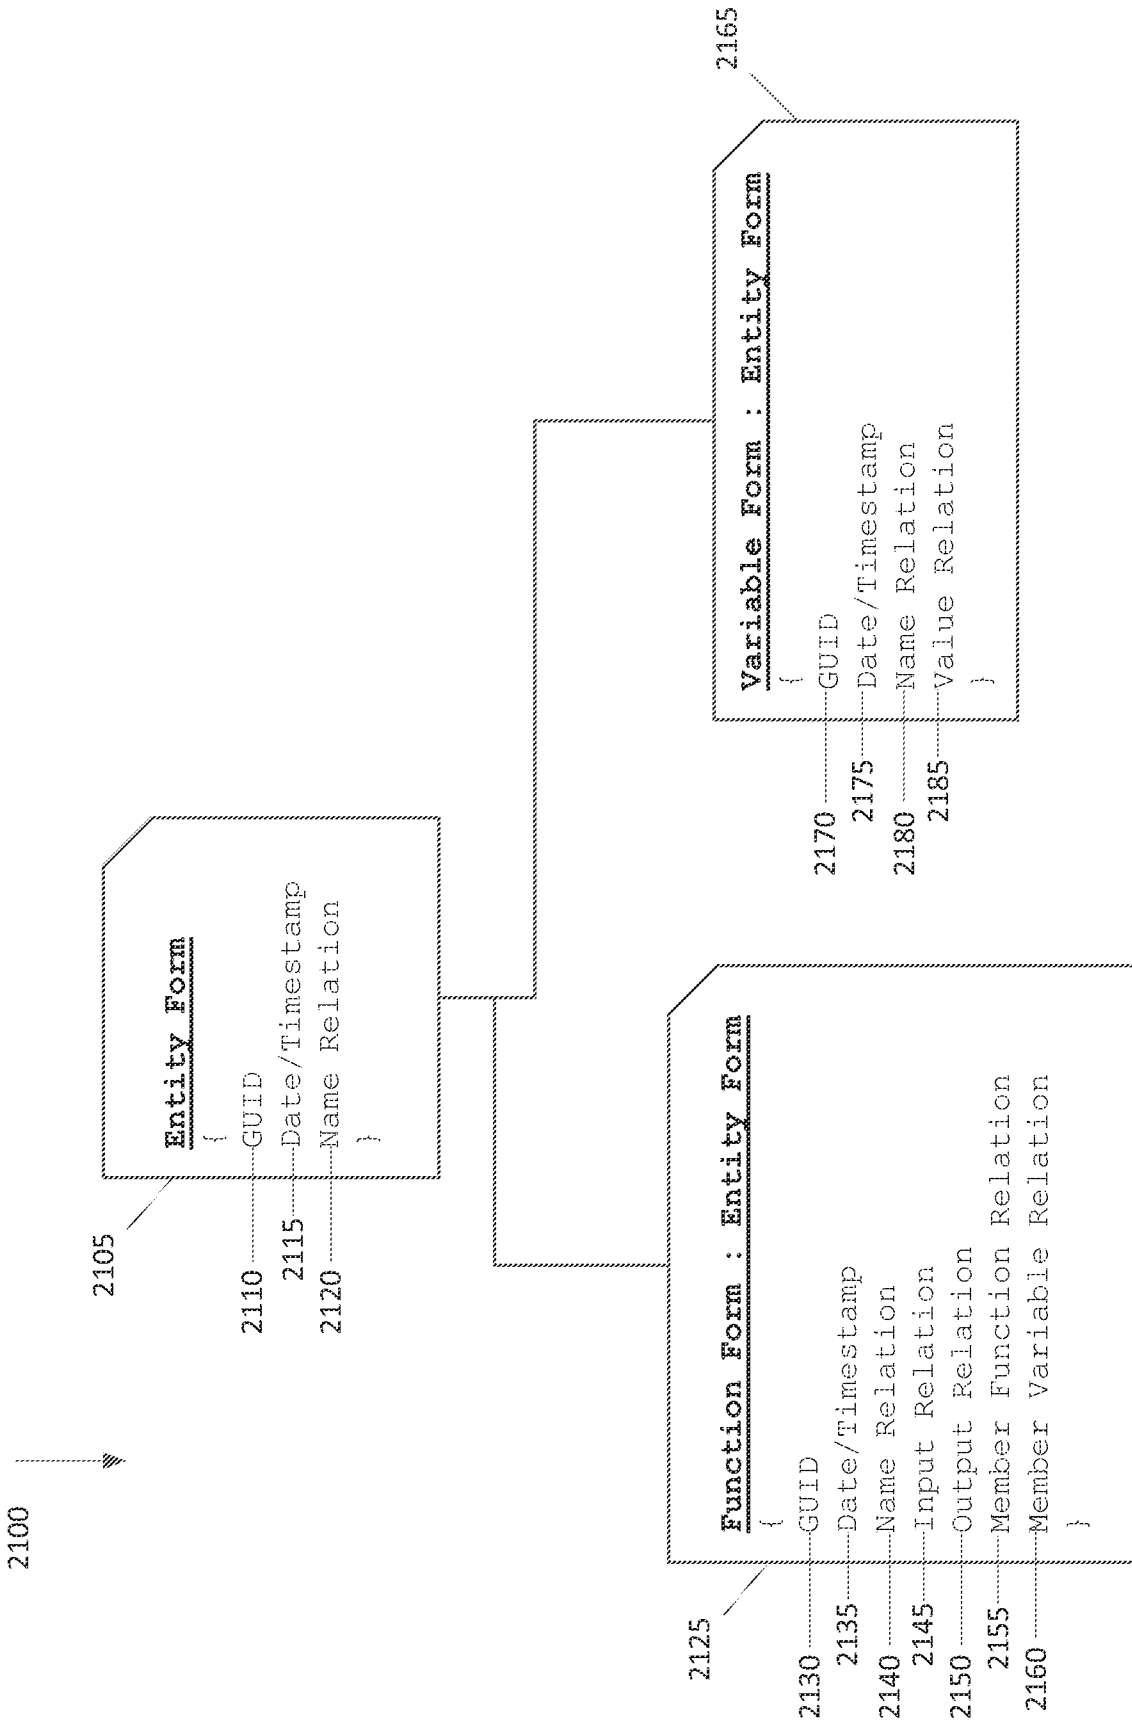 2100
2105
Entity Form
{
2110 GUID
2115 Date/Timestamp
2120 Name Relation
}
2125
Function Form : Entity Form
{
2130 GUID
2135 Date/Timestamp
2140 Name Relation
2145 Input Relation
2150 Output Relation
2155 Member Function Relation
2160 Member Variable Relation
}
2165
Variable Form : Entity Form
{
2170 GUID
2175 Date/Timestamp
2180 Name Relation
2185 Value Relation
}